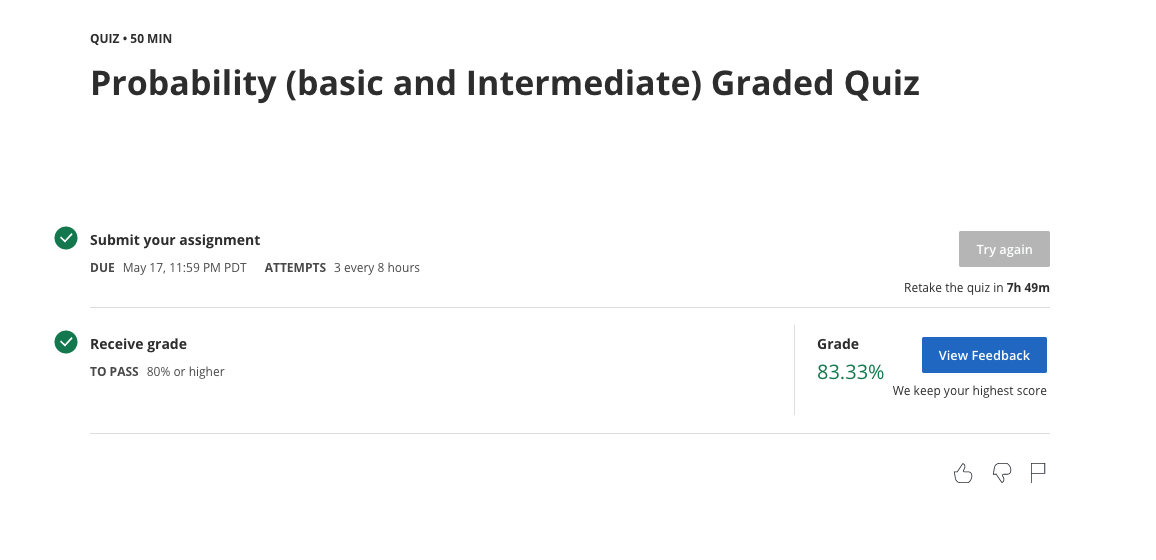 QUIZ • 50 MIN
Probability (basic and Intermediate) Graded Quiz
Submit your assignment
DUE May 17, 11:59 PM PDT ATTEMPTS 3 every 8 hours
Try again
Retake the quiz in 7h 49m
Receive grade
TO PASS 80% or higher
Grade
83.33%
View Feedback
We keep your highest score